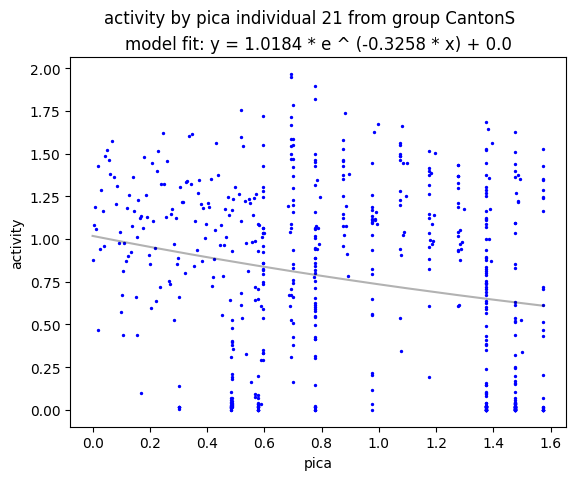 activity by pica individual 21 from group CantonS
model fit: y = 1.0184 * e ^ (-0.3258 * x) + 0.0
2.00
1.75
1.50
1.25
1.00
0.75
0.50
0.25
0.00
activity
0.0 0.2 0.4 0.6 0.8 1.0 1.2 1.4 1.6
pica